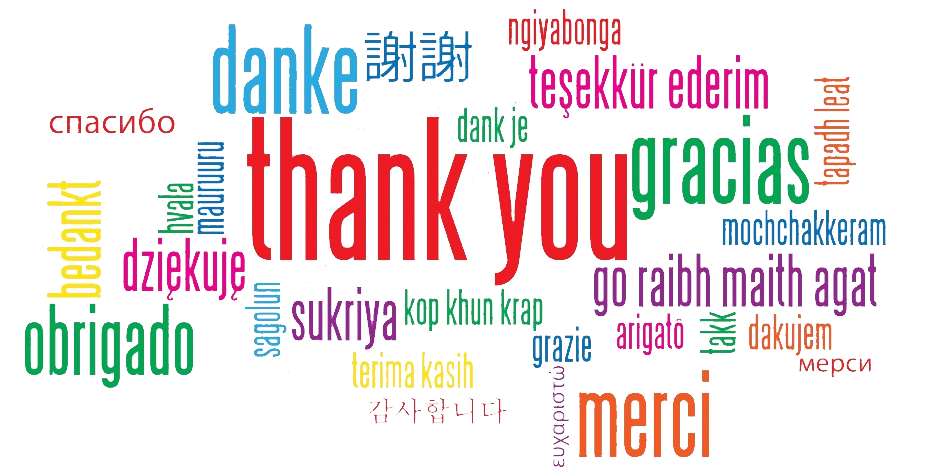 ngiyabonga
danke
謝謝
teşekkür ederim
tapadh leat
спасибо
dank je
thank you
gracias
hvala
mauruuru
bedankt
mochchakkeram
dziękuję
go raibh maith agat
sagolun
sukriya
kop khun krap
obrigado
grazie
arigatô
takk
dakujem
terima kasih
мерси
감사합니다
ευχαριστώ
merci